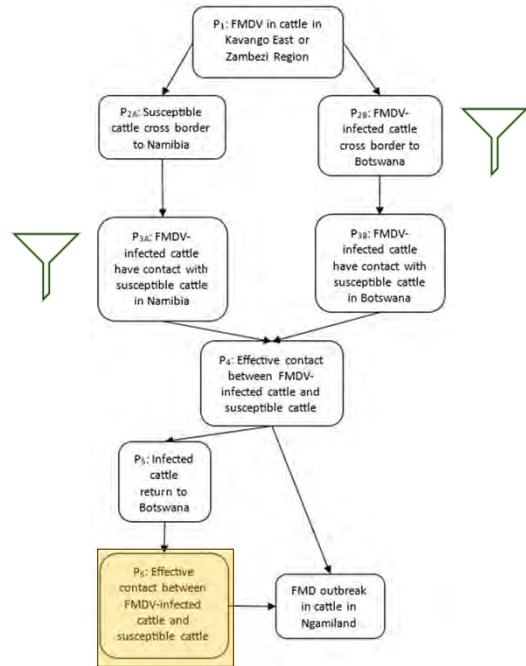 P₁: FMDV in cattle in
Kavango East or
Zambezi Region
P₂ₐ: Susceptible
cattle cross border
to Namibia
P₂B: FMDV-
infected cattle
cross border to
Botswana
P₃ₐ: FMDV-
infected cattle
have contact with
susceptible cattle
in Namibia
P₃B: FMDV-
infected cattle
have contact with
susceptible cattle
in Botswana
P₄: Effective contact
between FMDV-
infected cattle and
susceptible cattle
P₅: Infected
cattle
return to
Botswana
P₆: Effective
contact between
FMDV-infected
cattle and
susceptible cattle
FMD outbreak
in cattle in
Ngamiland